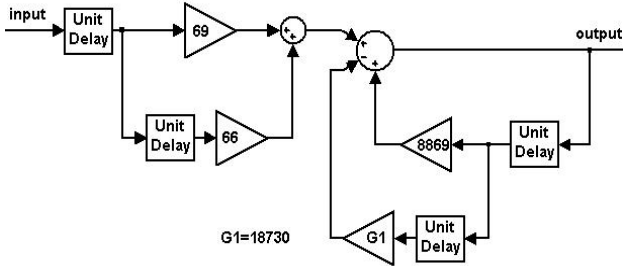 input
Unit
Delay
69
+
+
+
-
+
output
Unit
Delay
66
8869
Unit
Delay
G1=18730
G1
Unit
Delay